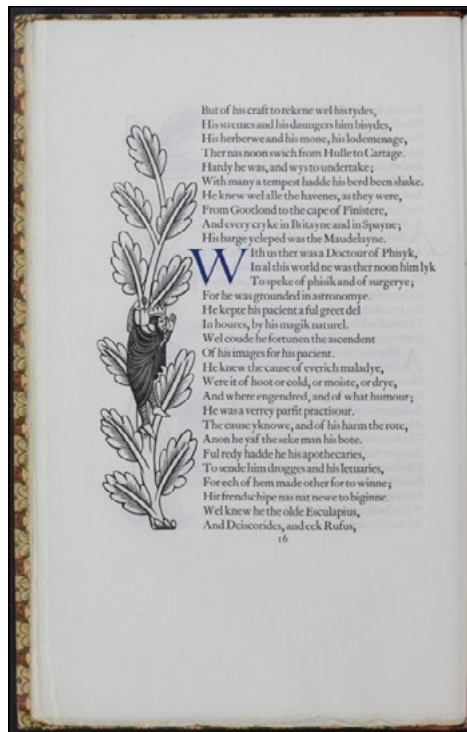 But of his craft to rekene wel his tydes,
His stremes and his daungers him bisydes,
His herberwe and his mone, his lodemenage,
Ther nas noon swich from Hulle to Cartage.
Hardy he was, and wys to undertake;
With many a tempest hadde his berd been shake.
He knew wel alle the havenes, as they were,
From Gootlond to the cape of Finistere,
And every cryke in Britayne and in Spayne;
His barge ycleped was the Maudelayne.
With us ther was a Doctour of Phisyk,
In al this world ne was ther noon him lyk
To speke of phisik and of surgerye;
For he was grounded in astronomye.
He kepte his pacient a ful greet del
In houres, by his magik naturel.
Wel coude he fortunen the ascendent
Of his images for his pacient.
He knew the cause of everich maladye,
Were it of hoot or cold, or moiste, or drye,
And where engendred, and of what humour;
He was a verrey parfit practisour.
The cause yknowe, and of his harm the rote,
Anon he yaf the seke man his bote.
Ful redy hadde he his apothecaries,
To sende him drogges and his letuaries,
For ech of hem made other for to winne;
Hir frendschipe nas nat newe to biginne.
Wel knew he the olde Esculapius,
And Deiscorides, and eek Rufus,
16